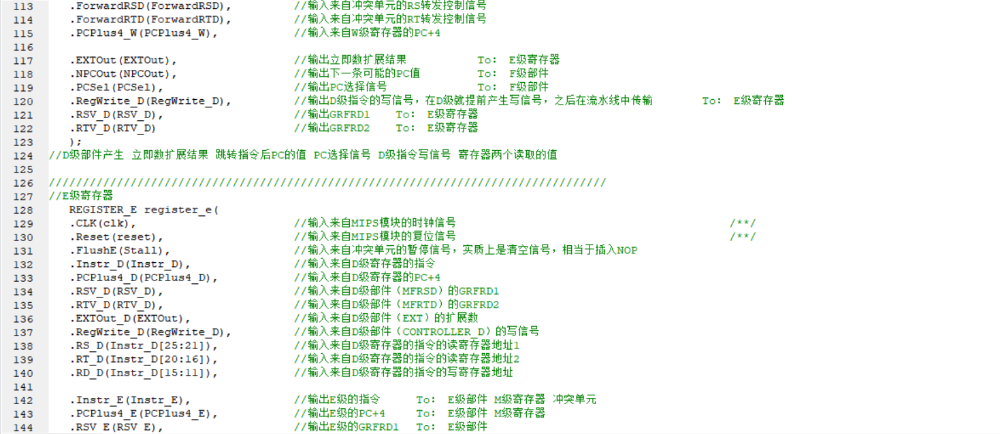 113 .ForwardRSD(ForwardRSD), //输入来自冲突单元的RS转发控制信号
114 .ForwardRTD(ForwardRTD), //输入来自冲突单元的RT转发控制信号
115 .PCPlus4_W(PCPlus4_W), //输入来自W级寄存器的PC+4
116
117 .EXTOut(EXTOut), //输出立即数扩展结果 To: E级寄存器
118 .NPCOut(NPCOut), //输出下一条可能的PC值 To: F级部件
119 .PCSel(PCSel), //输出PC选择信号 To: F级部件
120 .RegWrite_D(RegWrite_D), //输出D级指令的写信号，在D级就提前产生写信号，之后在流水线中传输 To: E级寄存器
121 .RSV_D(RSV_D), //输出GRFRD1 To: E级寄存器
122 .RTV_D(RTV_D) //输出GRFRD2 To: E级寄存器
123 );
124 //D级部件产生 立即数扩展结果 跳转指令后PC的值 PC选择信号 D级指令写信号 寄存器两个读取的值
125
126 //////////////////////////////////////////////////////////////////////////////////
127 //E级寄存器
128 REGISTER_E register_e(
129 .CLK(clk), //输入来自MIPS模块的时钟信号 /**/
130 .Reset(reset), //输入来自MIPS模块的复位信号 /**/
131 .FlushE(Stall), //输入来自冲突单元的暂停信号，实质上是清空信号，相当于插入NOP
132 .Instr_D(Instr_D), //输入来自D级寄存器的指令
133 .PCPlus4_D(PCPlus4_D), //输入来自D级寄存器的PC+4
134 .RSV_D(RSV_D), //输入来自D级部件（MFRSD）的GRFRD1
135 .RTV_D(RTV_D), //输入来自D级部件（MFRTD）的GRFRD2
136 .EXTOut_D(EXTOut), //输入来自D级部件（EXT）的扩展数
137 .RegWrite_D(RegWrite_D), //输入来自D级部件（CONTROLLER_D）的写信号
138 .RS_D(Instr_D[25:21]), //输入来自D级寄存器的指令的读寄存器地址1
139 .RT_D(Instr_D[20:16]), //输入来自D级寄存器的指令的读寄存器地址2
140 .RD_D(Instr_D[15:11]), //输入来自D级寄存器的指令的写寄存器地址
141
142 .Instr_E(Instr_E), //输出E级的指令 To: E级部件 M级寄存器 冲突单元
143 .PCPlus4_E(PCPlus4_E), //输出E级的PC+4 To: E级部件 M级寄存器
144 .RSV_E(RSV_E), //输出E级的GRFRD1 To: E级部件